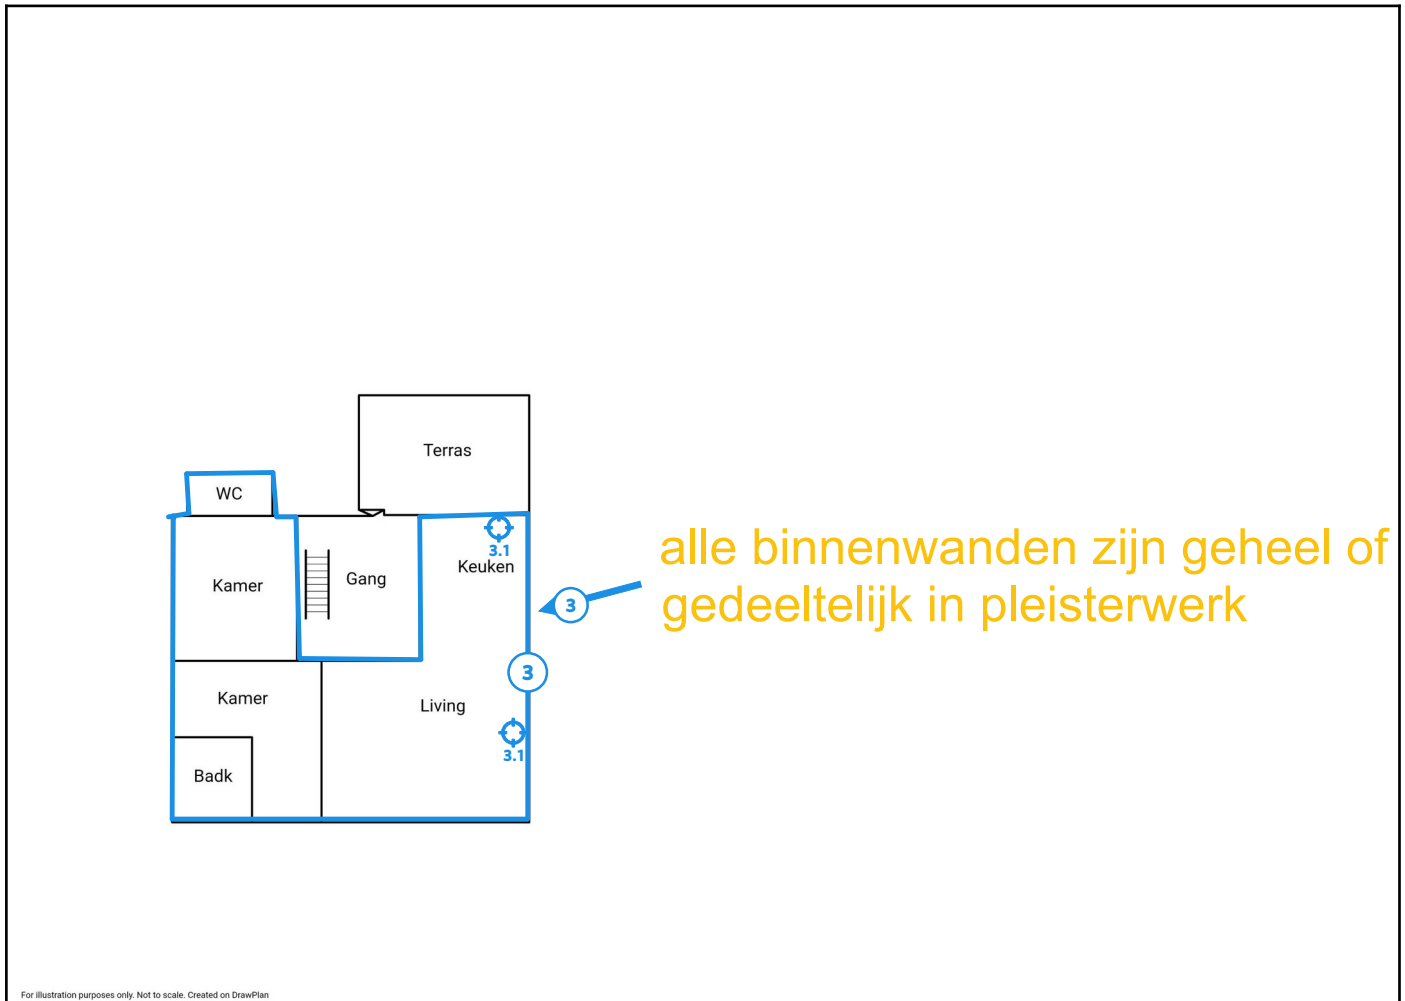 Terras
WC
3.1
Keuken
Kamer
Gang
3
alle binnenwanden zijn geheel of
gedeeltelijk in pleisterwerk
3
Kamer
Living
3.1
Badk
For illustration purposes only. Not to scale. Created on DrawPlan